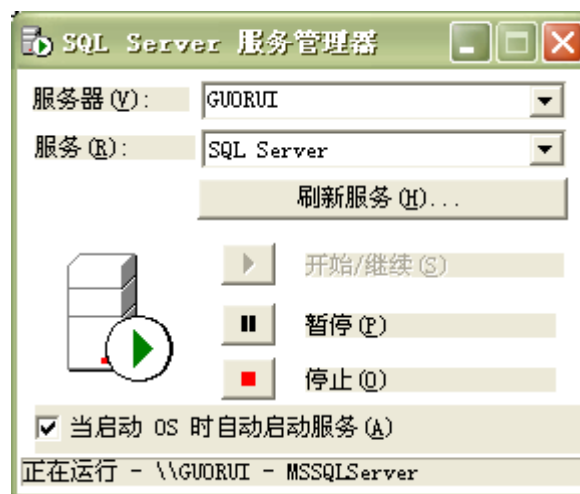 SQL Server 服务管理器
服务器(V): GUORUI
服务(R): SQL Server
刷新服务(H)...
开始/继续(S)
暂停(P)
停止(O)
当启动 OS 时自动启动服务(A)
正在运行 - \\GUORUI - MSSQLServer